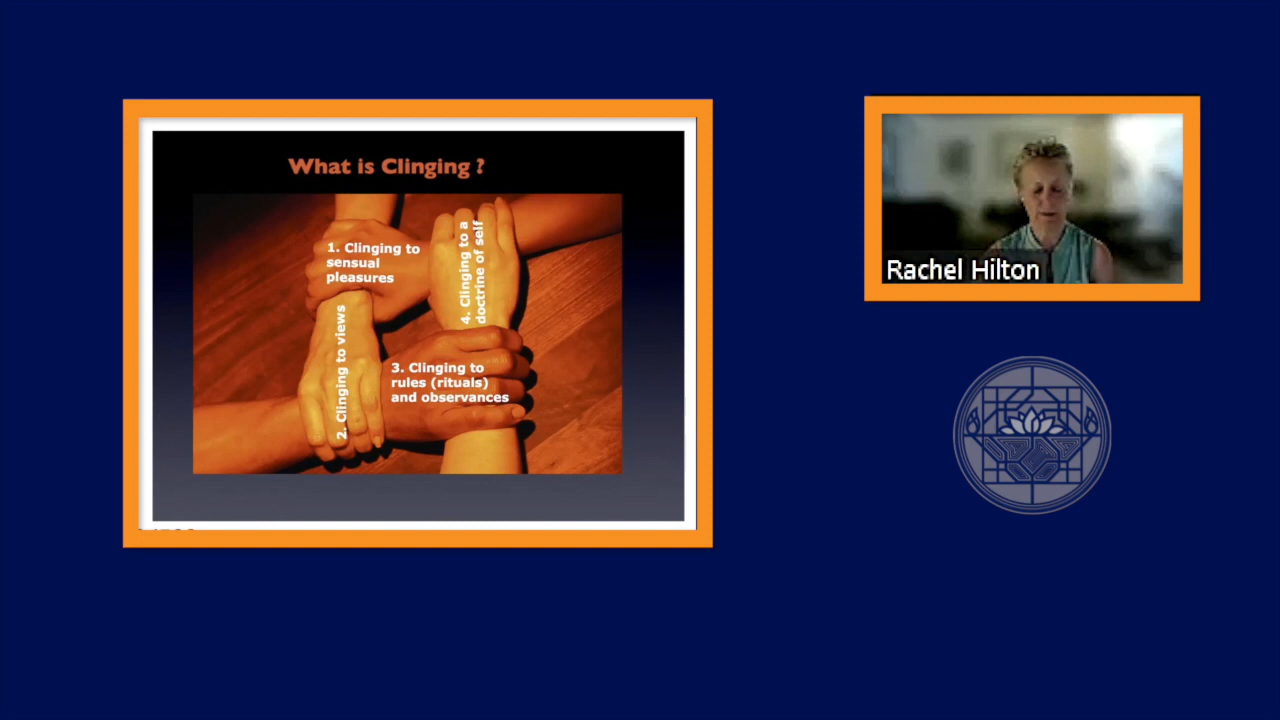 What is Clinging ?
1. Clinging to
sensual
pleasures
2. Clinging to views
3. Clinging to
rules (rituals)
and observances
4. Clinging to a
doctrine of self
Rachel Hilton